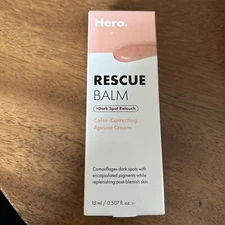 Hero.
RESCUE
BALM
+Dark Spot Retouch
Color-Correcting
Apricot Cream
Camouflages dark spots with
encapsulated pigments while
replenishing post-blemish skin
15 ml / 0.507 fl. oz ℮